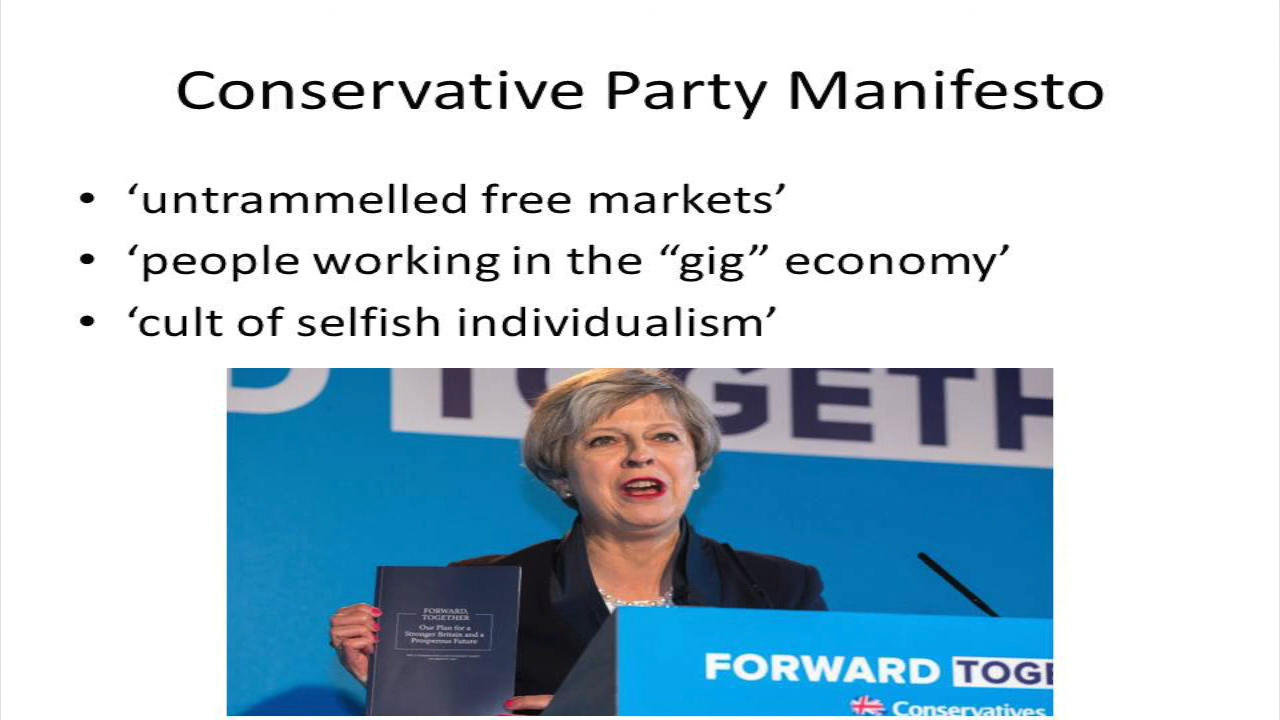 Conservative Party Manifesto
• ‘untrammelled free markets’
• ‘people working in the “gig” economy’
• ‘cult of selfish individualism’
D TOGETH
FORWARD,
TOGETHER
Our Plan for a
Stronger Britain and a
Prosperous Future
FORWARD TOGE
Conservatives